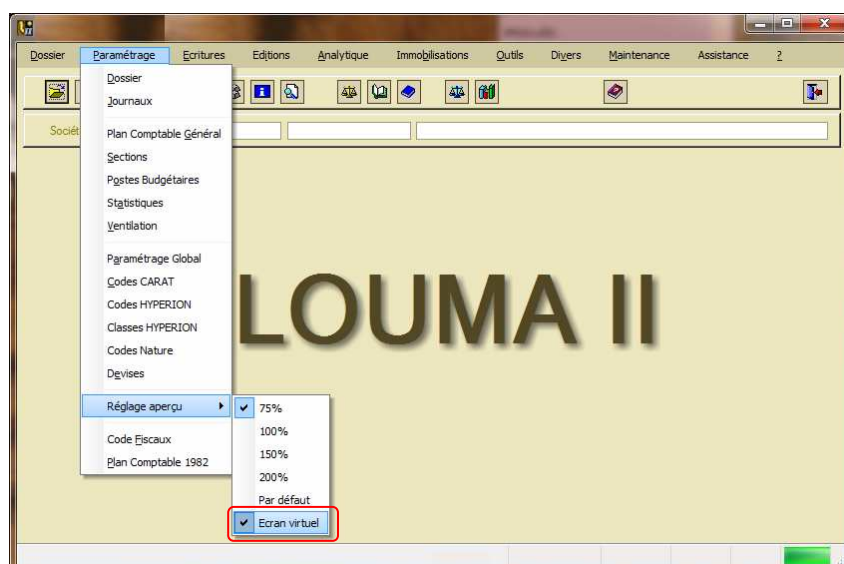 Dossier Paramétrage Ecritures Editions Analytique Immobilisations Outils Divers Maintenance Assistance ?
Sociét
Dossier
Journaux
Plan Comptable Général
Sections
Postes Budgétaires
Statistiques
Ventilation
Paramétrage Global
Codes CARAT
Codes HYPERION
Classes HYPERION
Codes Nature
Devises
Réglage aperçu
Code Fiscaux
Plan Comptable 1982
75%
100%
150%
200%
Par défaut
Ecran virtuel
LOUMA II